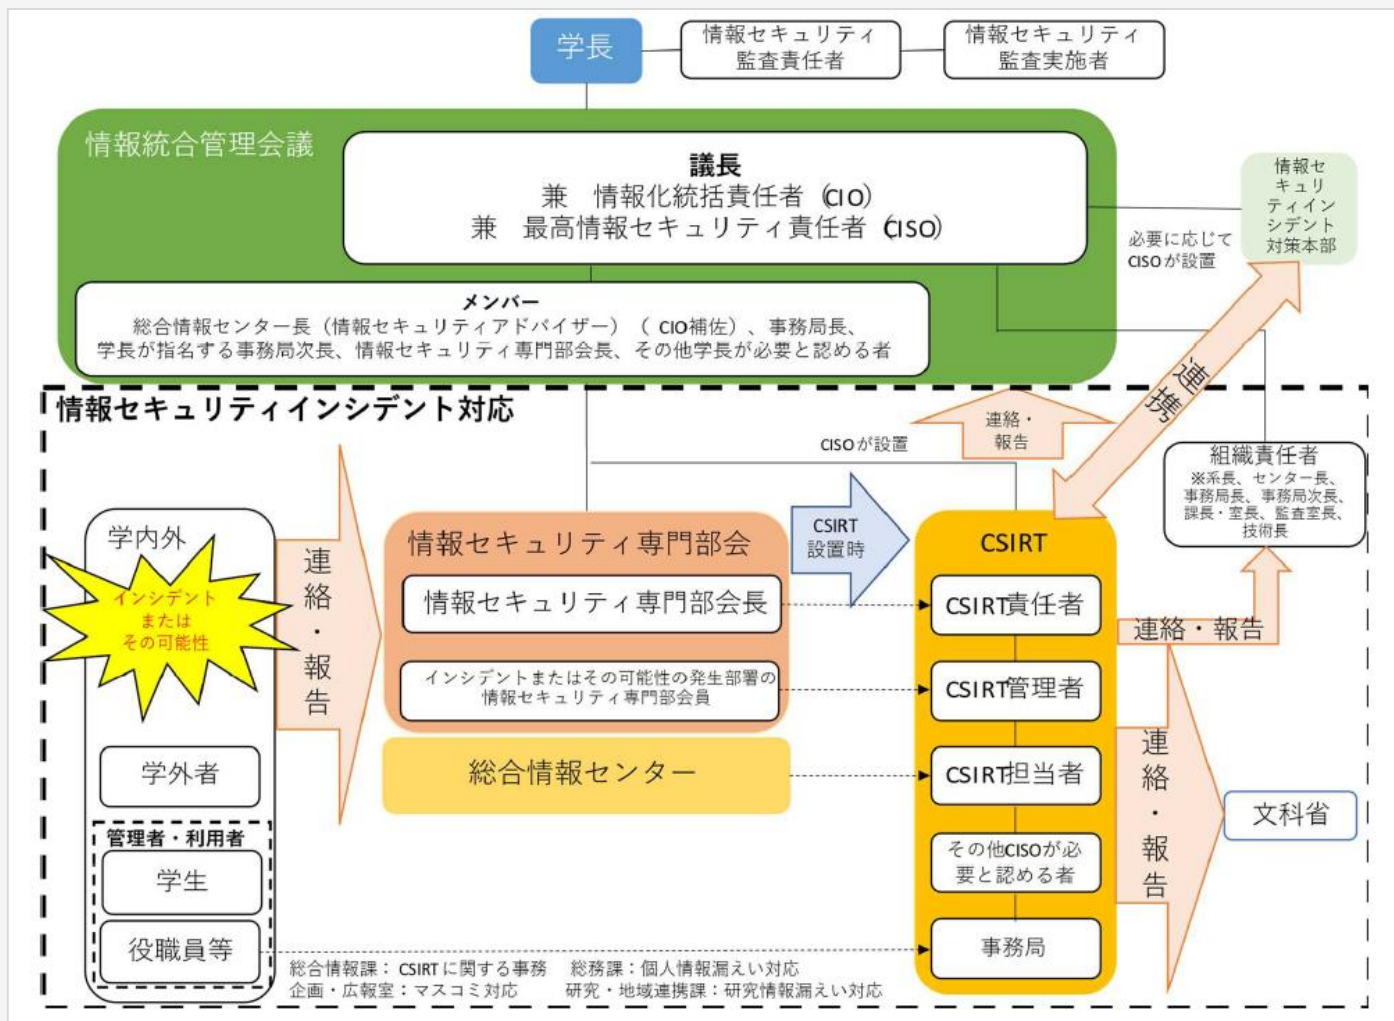 学長
情報セキュリティ
監査責任者
情報セキュリティ
監査実施者
情報統合管理会議
議長
兼　情報化統括責任者（CIO）
兼　最高情報セキュリティ責任者（CISO）
情報セ
キュリ
ティイン
シデント
対策本部
必要に応じて
CISOが設置
メンバー
総合情報センター長（情報セキュリティアドバイザー）（CIO補佐）、事務局長、
学長が指名する事務局次長、情報セキュリティ専門部会長、その他学長が必要と認める者
連携
情報セキュリティインシデント対応
連絡・
報告
CISOが設置
組織責任者
※系長、センター長、
事務局長、事務局次長、
課長・室長、監査室長、
技術長
学内外
インシデント
または
その可能性
連絡・報告
情報セキュリティ専門部会
情報セキュリティ専門部会長
インシデントまたはその可能性の発生部署の
情報セキュリティ専門部会員
総合情報センター
CSIRT
設置時
CSIRT
CSIRT責任者
CSIRT管理者
CSIRT担当者
その他CISOが必
要と認める者
事務局
連絡・報告
連絡・報告
文科省
学外者
管理者・利用者
学生
役職員等
総合情報課：CSIRTに関する事務　総務課：個人情報漏えい対応
企画・広報室：マスコミ対応　研究・地域連携課：研究情報漏えい対応